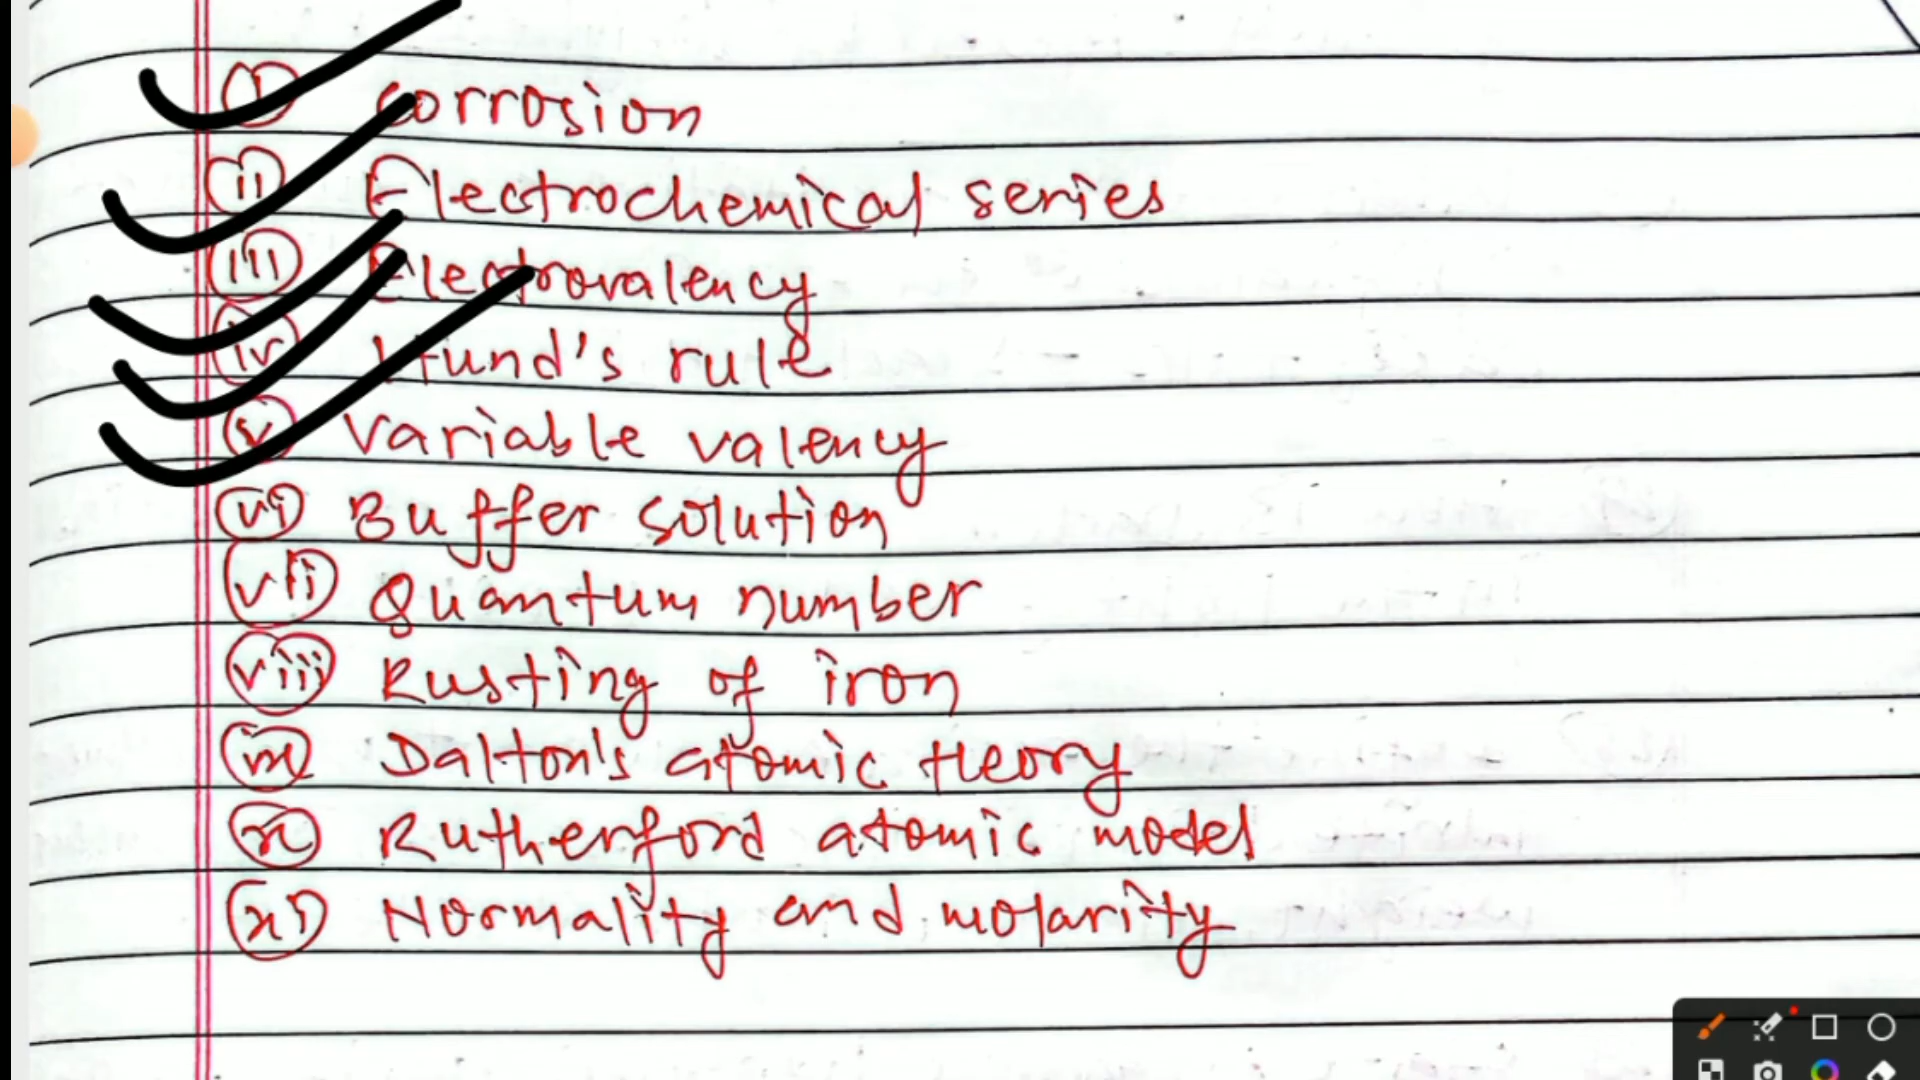 (i) Corrosion
(ii) Electrochemical series
(iii) Electrovalency
(iv) Hund's rule
(v) Variable valency
(vi) Buffer solution
(vii) Quantum number
(viii) Rusting of iron
(ix) Dalton's atomic theory
(x) Rutherford atomic model
(xi) Normality and molarity